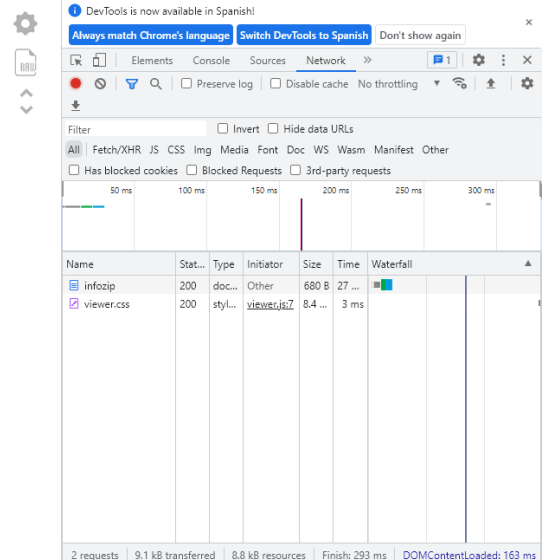 DevTools is now available in Spanish!
Always match Chrome's language Switch DevTools to Spanish Don't show again
RAW
Elements Console Sources Network 1
Preserve log Disable cache No throttling
Filter Invert Hide data URLs
All Fetch/XHR JS CSS Img Media Font Doc WS Wasm Manifest Other
Has blocked cookies Blocked Requests 3rd-party requests
50 ms 100 ms 150 ms 200 ms 250 ms 300 ms
Name Stat... Type Initiator Size Time Waterfall
infozip 200 doc... Other 680 B 27 ...
viewer.css 200 styl... viewer.js:7 8.4 ... 3 ms
2 requests 9.1 kB transferred 8.8 kB resources Finish: 293 ms DOMContentLoaded: 163 ms